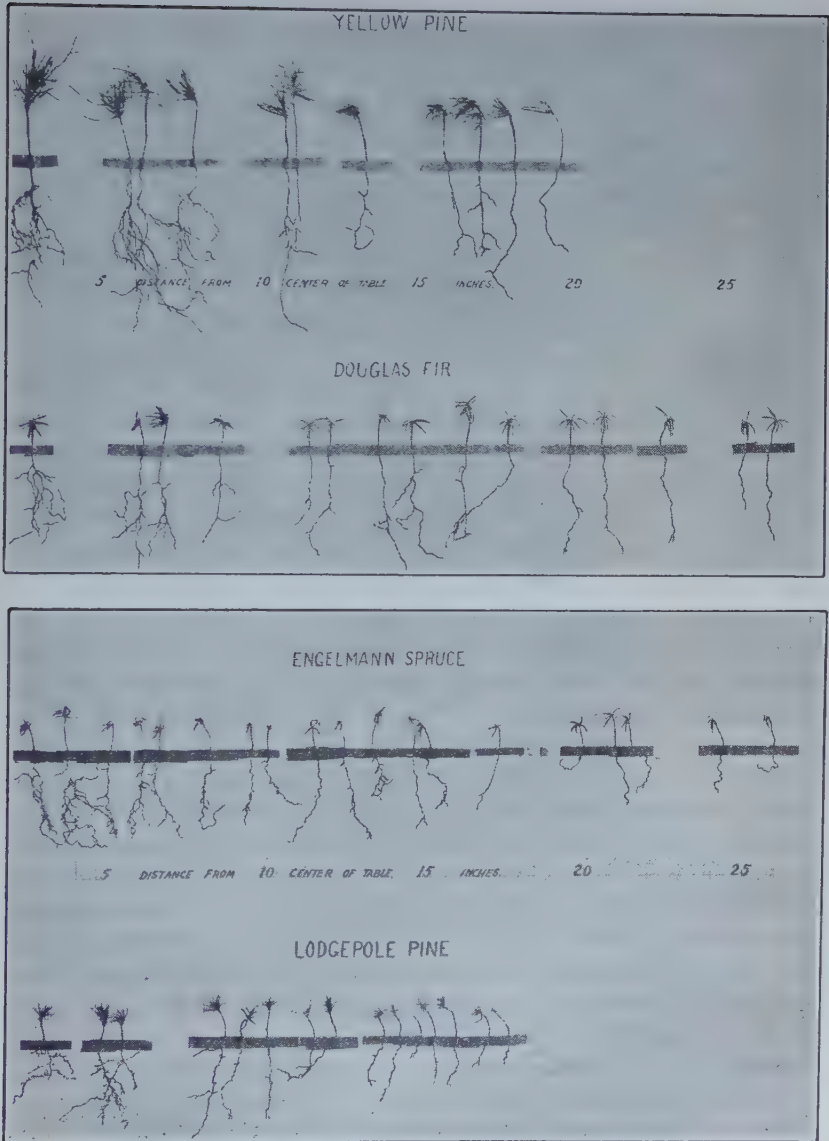 YELLOW PINE
5 DISTANCE FROM 10 CENTER OF TABLE 15 INCHES. 20 25
DOUGLAS FIR
ENGELMANN SPRUCE
5 DISTANCE FROM 10 CENTER OF TABLE. 15 INCHES. 20 25
LODGEPOLE PINE